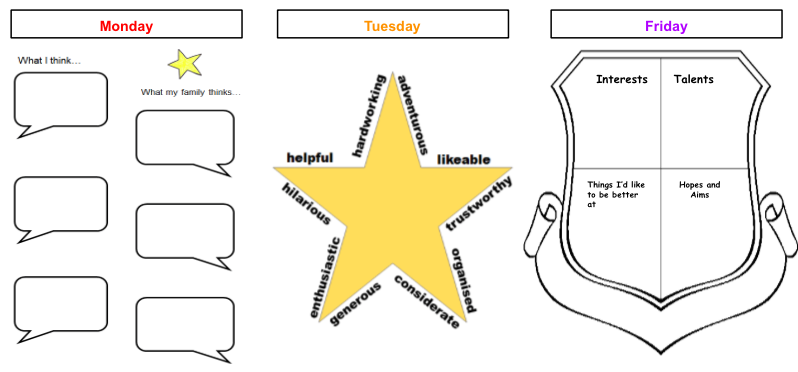 Monday
What I think…
What my family thinks…
Tuesday
hardworking
adventurous
helpful
likeable
hilarious
trustworthy
enthusiastic
organised
generous
considerate
Friday
Interests
Talents
Things I'd like
to be better
at
Hopes and
Aims